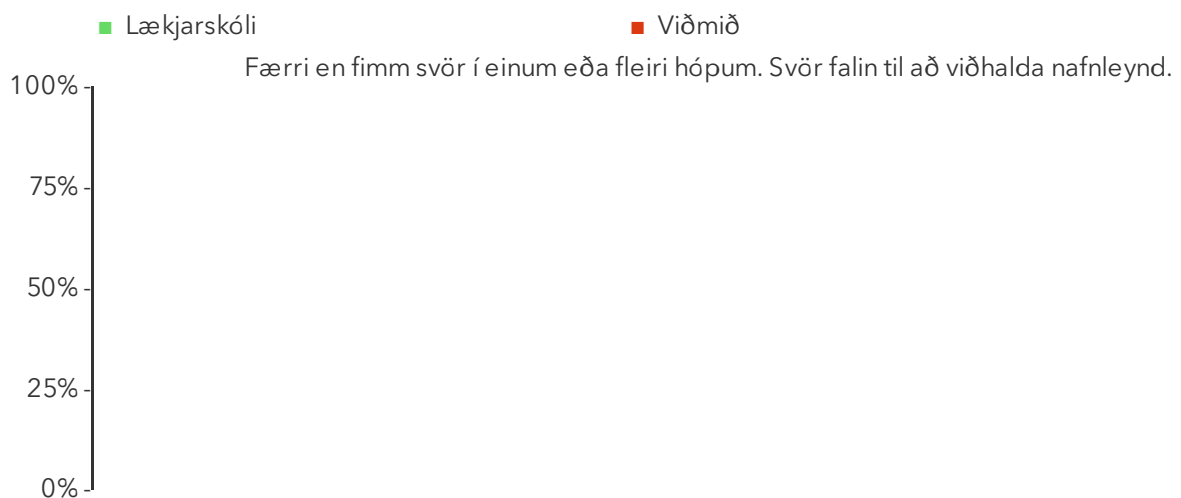 Lækjarskóli Viðmið
Færri en fimm svör í einum eða fleiri hópum. Svör falin til að viðhalda nafnleynd.
100%
75%
50%
25%
0%